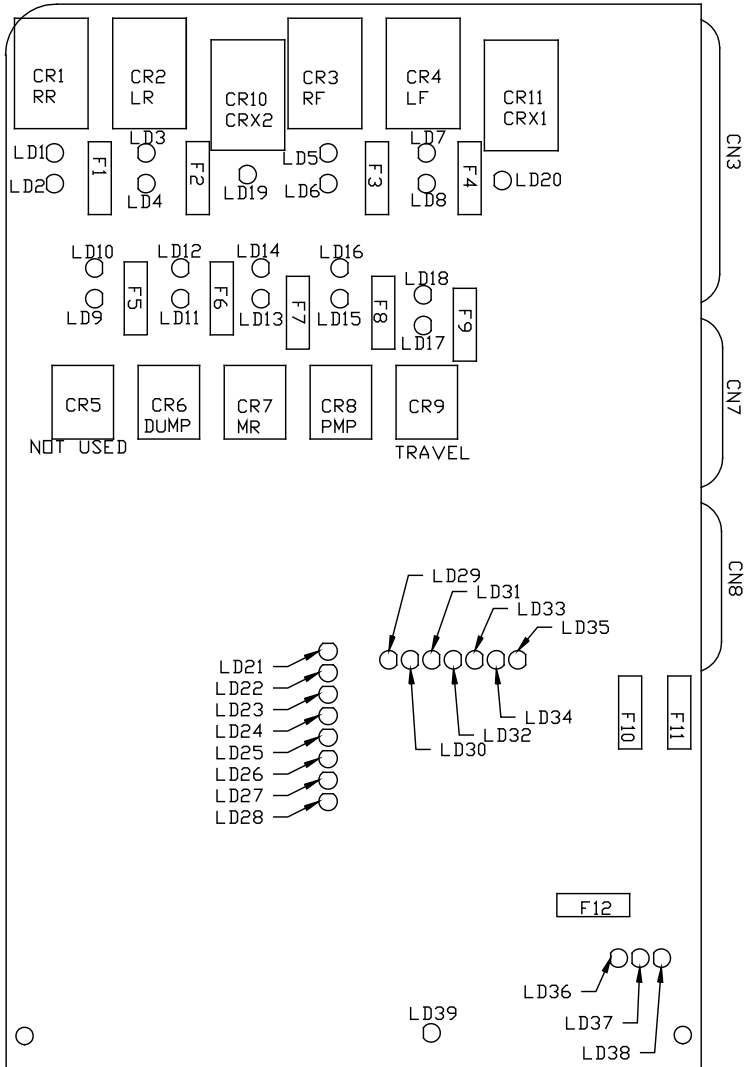 CR1
RR
CR2
LR
CR10
CRX2
CR3
RF
CR4
LF
CR11
CRX1
CN3
LD1
LD2
F1
LD3
LD4
F2
LD19
LD5
LD6
F3
LD7
LD8
F4
LD20
LD10
LD9
F5
LD12
LD11
F6
LD14
LD13
F7
LD16
LD15
F8
LD18
LD17
F9
CN7
CR5
NOT USED
CR6
DUMP
CR7
MR
CR8
PMP
CR9
TRAVEL
CN8
LD29
LD31
LD33
LD35
LD21
LD22
LD23
LD24
LD25
LD26
LD27
LD28
LD34
LD32
LD30
F10
F11
F12
LD36
LD37
LD38
LD39